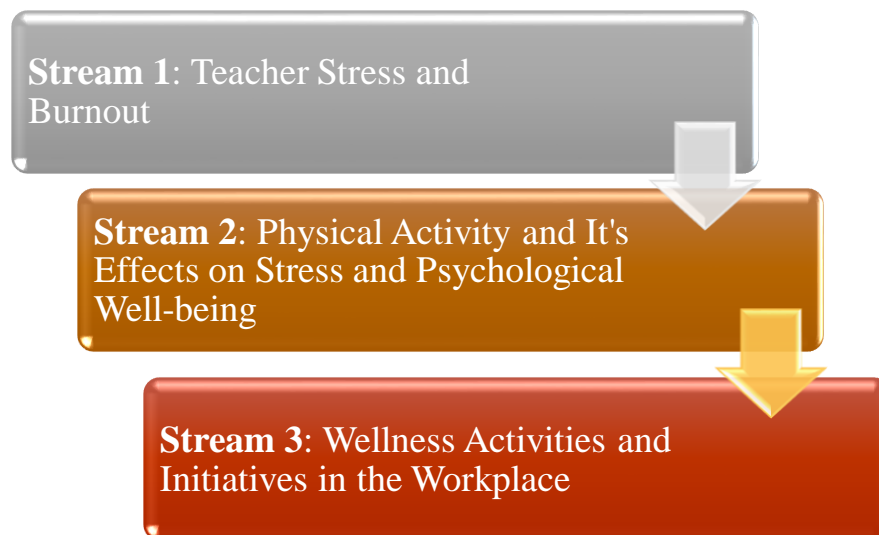 Stream 1: Teacher Stress and
Burnout
Stream 2: Physical Activity and It's
Effects on Stress and Psychological
Well-being
Stream 3: Wellness Activities and
Initiatives in the Workplace